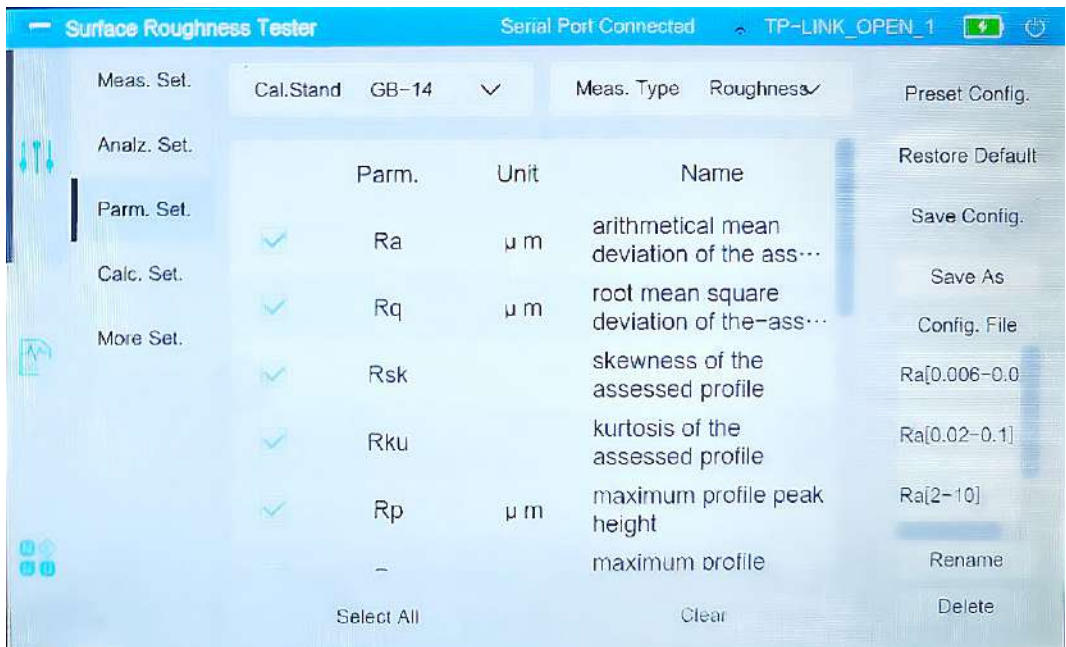 Surface Roughness Tester
Serial Port Connected
TP-LINK_OPEN_1
Meas. Set.
Analz. Set.
Parm. Set.
Calc. Set.
More Set.
Cal.Stand GB-14
Meas. Type Roughness
Parm. Unit Name
Ra μm arithmetical mean
deviation of the ass…
Rq μm root mean square
deviation of the-ass…
Rsk skewness of the
assessed profile
Rku kurtosis of the
assessed profile
Rp μm maximum profile peak
height
maximum profile
Select All
Clear
Preset Config.
Restore Default
Save Config.
Save As
Config. File
Ra[0.006-0.0
Ra[0.02-0.1]
Ra[2-10]
Rename
Delete